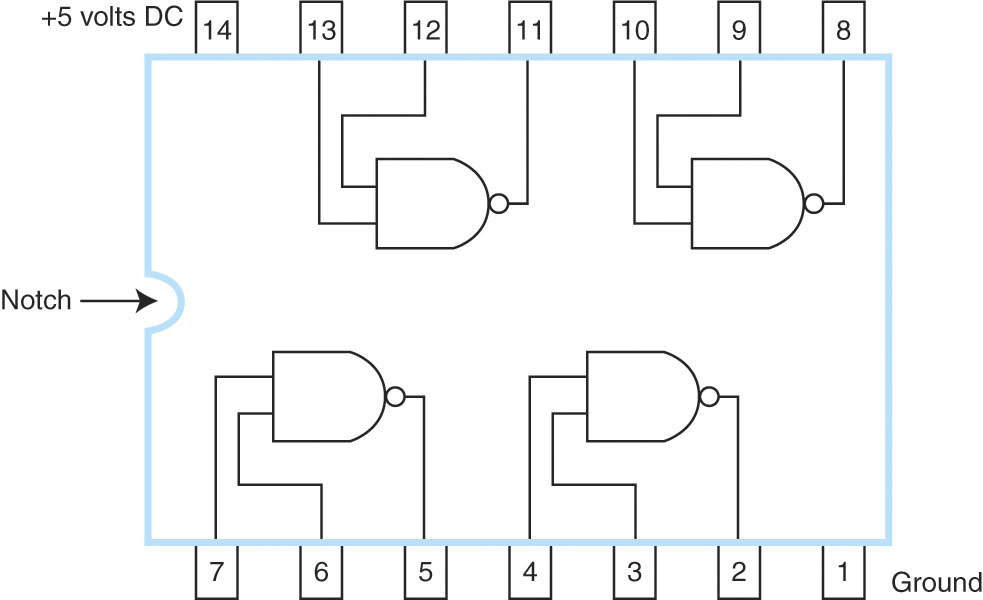 +5 volts DC
14 13 12 11 10 9 8
Notch
7 6 5 4 3 2 1
Ground